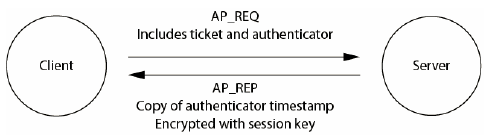 AP_REQ
Includes ticket and authenticator
Client
Server
AP_REP
Copy of authenticator timestamp
Encrypted with session key